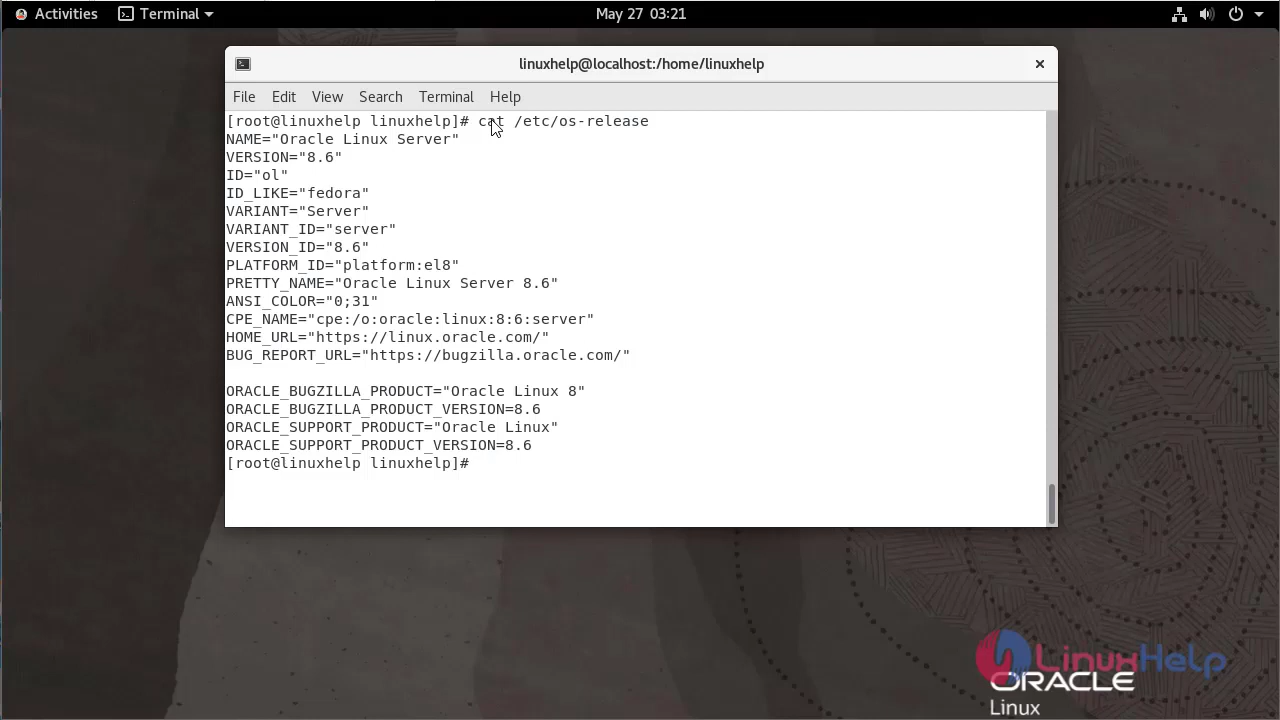 Activities Terminal May 27 03:21
linuxhelp@localhost:/home/linuxhelp
File Edit View Search Terminal Help
[root@linuxhelp linuxhelp]# cat /etc/os-release
NAME="Oracle Linux Server"
VERSION="8.6"
ID="ol"
ID_LIKE="fedora"
VARIANT="Server"
VARIANT_ID="server"
VERSION_ID="8.6"
PLATFORM_ID="platform:el8"
PRETTY_NAME="Oracle Linux Server 8.6"
ANSI_COLOR="0;31"
CPE_NAME="cpe:/o:oracle:linux:8:6:server"
HOME_URL="https://linux.oracle.com/"
BUG_REPORT_URL="https://bugzilla.oracle.com/"
ORACLE_BUGZILLA_PRODUCT="Oracle Linux 8"
ORACLE_BUGZILLA_PRODUCT_VERSION=8.6
ORACLE_SUPPORT_PRODUCT="Oracle Linux"
ORACLE_SUPPORT_PRODUCT_VERSION=8.6
[root@linuxhelp linuxhelp]#
LinuxHelp
ORACLE
Linux